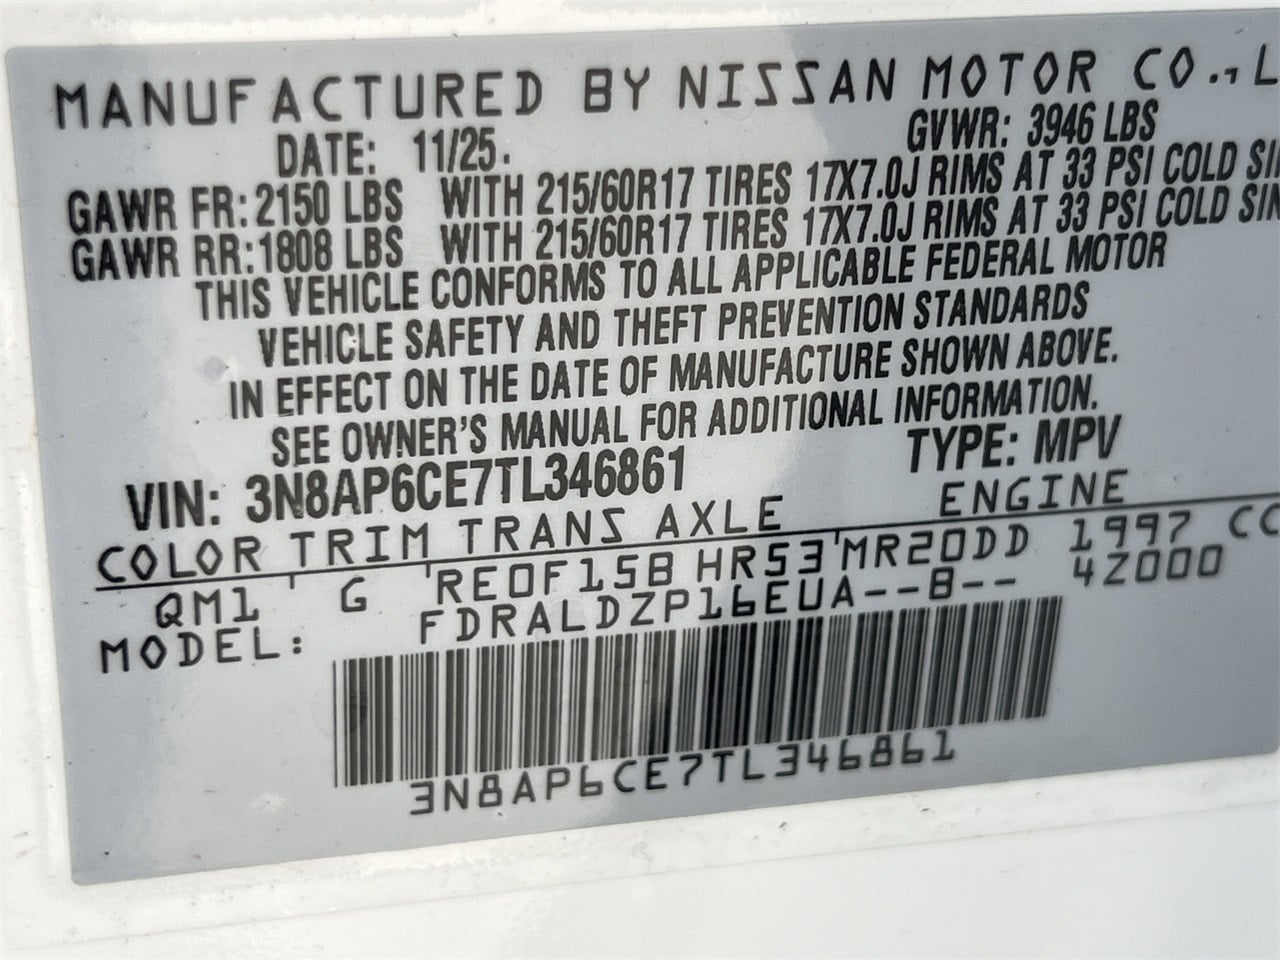 MANUFACTURED BY NISSAN MOTOR CO., L
DATE: 11/25. GVWR: 3946 LBS
GAWR FR: 2150 LBS WITH 215/60R17 TIRES 17X7.0J RIMS AT 33 PSI COLD SIN
GAWR RR: 1808 LBS WITH 215/60R17 TIRES 17X7.0J RIMS AT 33 PSI COLD SIN
THIS VEHICLE CONFORMS TO ALL APPLICABLE FEDERAL MOTOR
VEHICLE SAFETY AND THEFT PREVENTION STANDARDS
IN EFFECT ON THE DATE OF MANUFACTURE SHOWN ABOVE.
SEE OWNER'S MANUAL FOR ADDITIONAL INFORMATION.
VIN: 3N8AP6CE7TL346861 TYPE: MPV
COLOR TRIM TRANS AXLE ENGINE
QM1 G RE0F15B HR53 MR20DD 1997 CC
MODEL: FDRALDZP16EUA--B-- 4Z000
3N8AP6CE7TL346861